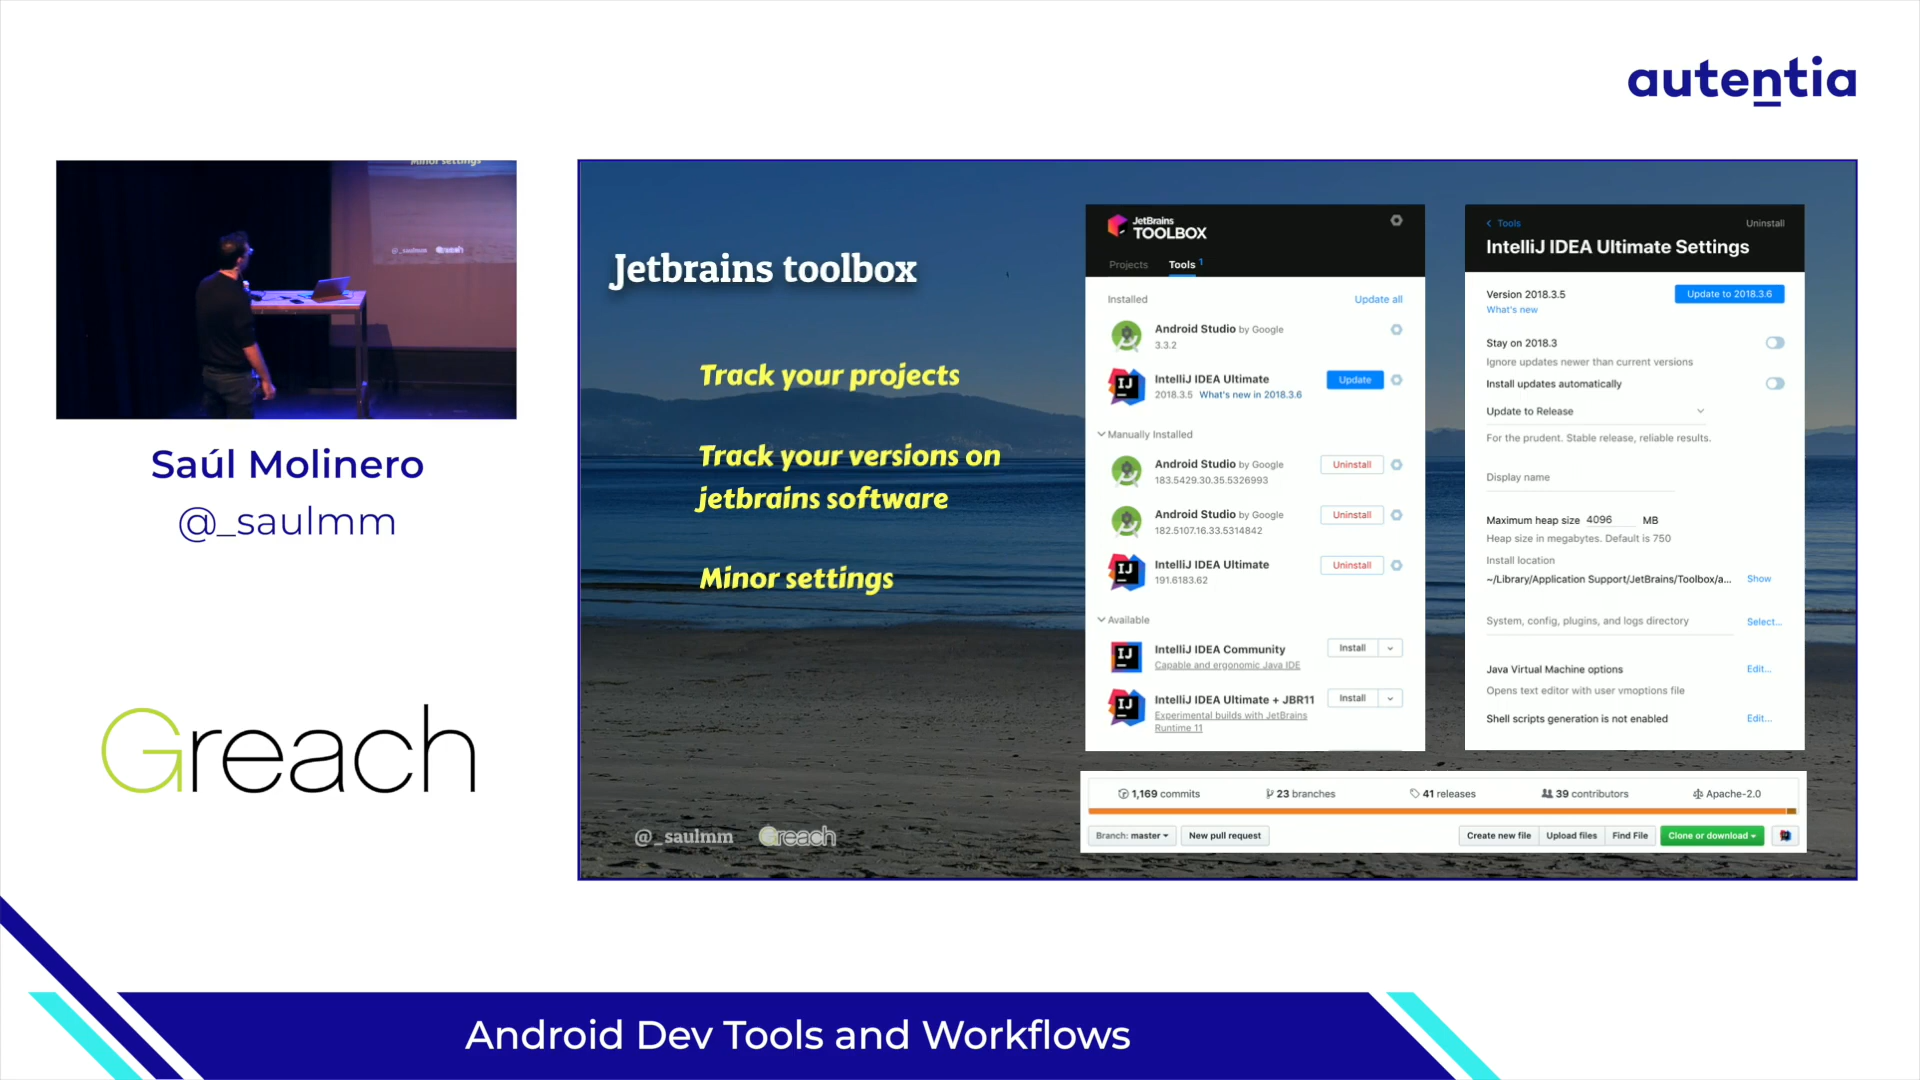 autentia
Minor settings
@_saulmm Greach
Saúl Molinero
@_saulmm
Greach
Jetbrains toolbox
Track your projects
Track your versions on
jetbrains software
Minor settings
@_saulmm Greach
JetBrains
TOOLBOX
Projects Tools 1
Installed Update all
Android Studio by Google
3.3.2
IntelliJ IDEA Ultimate Update
2018.3.5 What's new in 2018.3.6
Manually Installed
Android Studio by Google Uninstall
183.5429.30.35.5326993
Android Studio by Google Uninstall
182.5107.16.33.5314842
IntelliJ IDEA Ultimate Uninstall
191.6183.62
Available
IJ IntelliJ IDEA Community Install
Capable and ergonomic Java IDE
IJ IntelliJ IDEA Ultimate + JBR11 Install
Experimental builds with JetBrains
Runtime 11
< Tools Uninstall
IntelliJ IDEA Ultimate Settings
Version 2018.3.5 Update to 2018.3.6
What's new
Stay on 2018.3
Ignore updates newer than current versions
Install updates automatically
Update to Release
For the prudent. Stable release, reliable results.
Display name
Maximum heap size 4096 MB
Heap size in megabytes. Default is 750
Install location
~/Library/Application Support/JetBrains/Toolbox/a... Show
System, config, plugins, and logs directory Select...
Java Virtual Machine options Edit...
Opens text editor with user vmoptions file
Shell scripts generation is not enabled Edit...
1,169 commits 23 branches 41 releases 39 contributors Apache-2.0
Branch: master New pull request Create new file Upload files Find File Clone or download
Android Dev Tools and Workflows